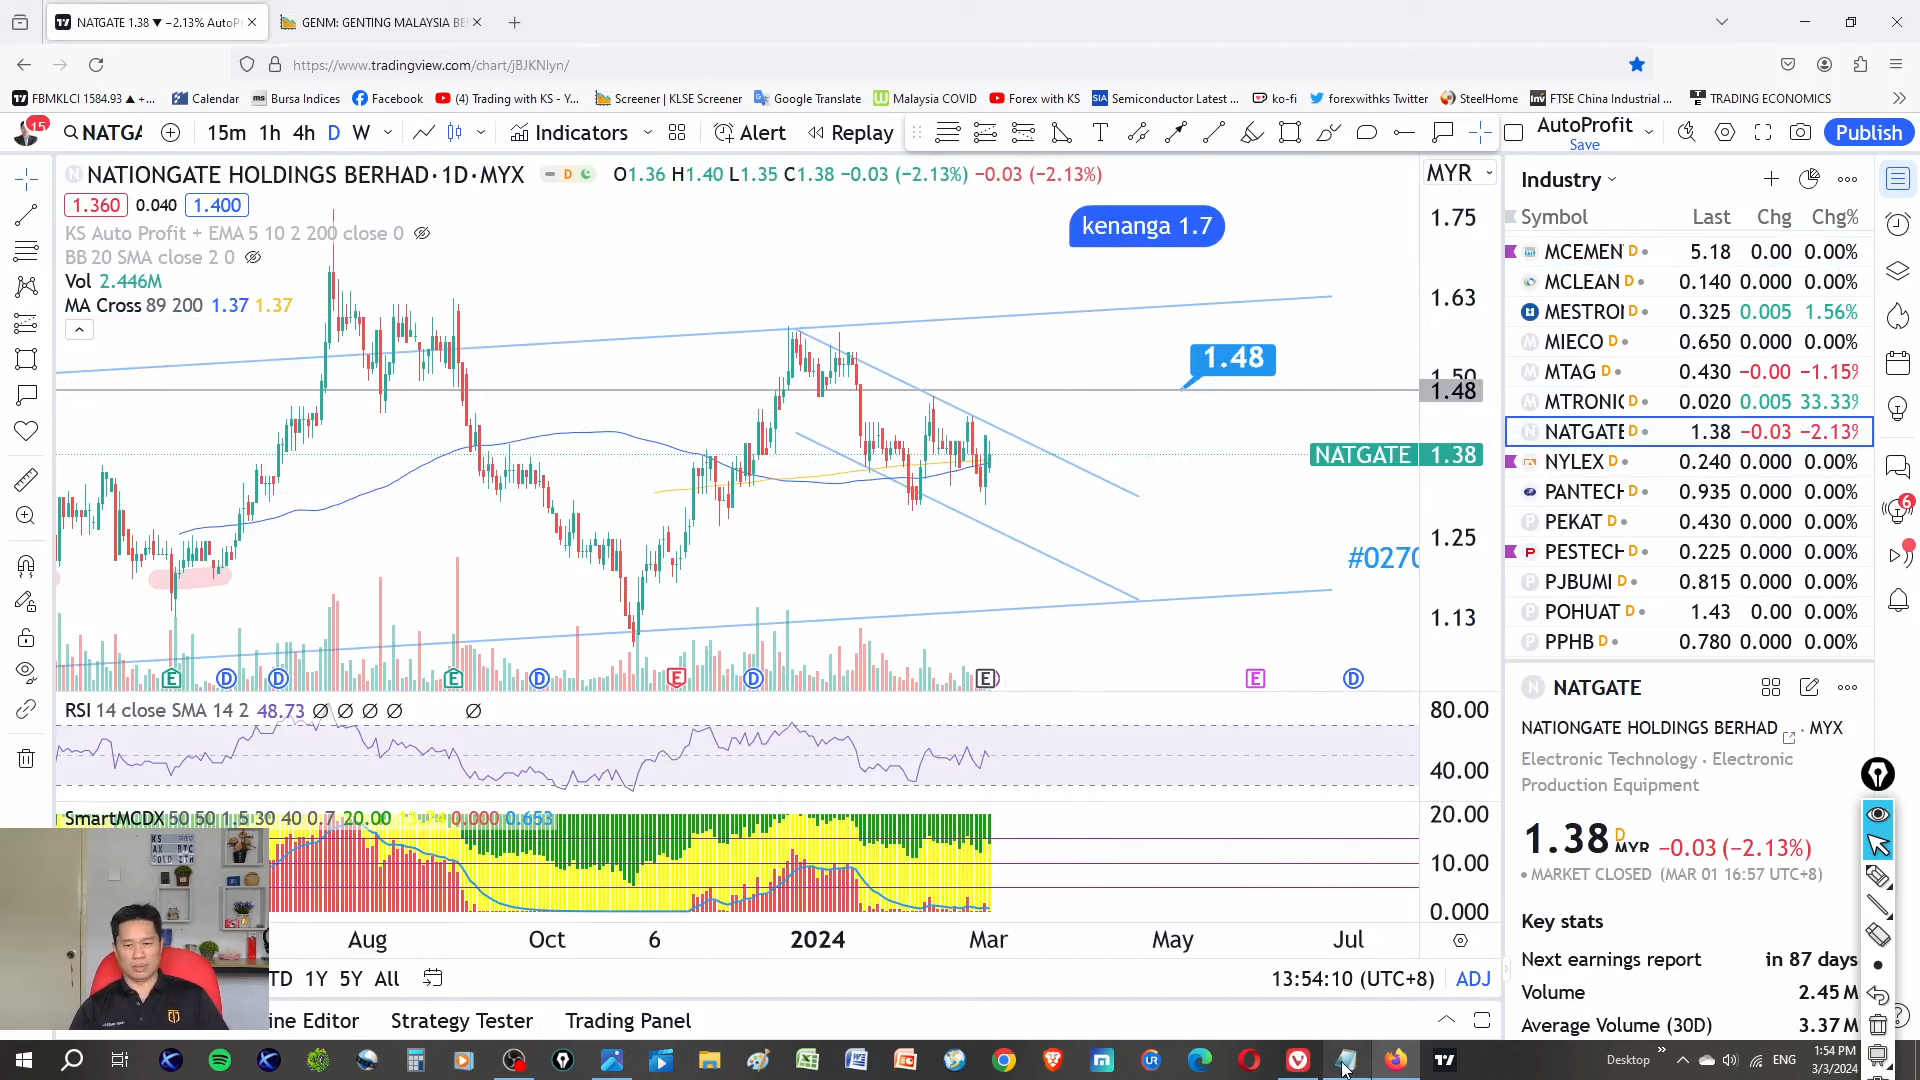 NATGATE 1.38 ▼ −2.13% AutoP
GENM: GENTING MALAYSIA BE
https://www.tradingview.com/chart/jBJKNlyn/
FBMKLCI 1584.93 ▲ +...
Calendar
Bursa Indices
Facebook
(4) Trading with KS - Y...
Screener | KLSE Screener
Google Translate
Malaysia COVID
Forex with KS
Semiconductor Latest ...
ko-fi
forexwithks Twitter
SteelHome
FTSE China Industrial ...
TRADING ECONOMICS
15
NATGA
15m 1h 4h D W
Indicators
Alert
Replay
AutoProfit
Save
Publish
NATIONGATE HOLDINGS BERHAD · 1D · MYX
D
O1.36 H1.40 L1.35 C1.38 −0.03 (−2.13%) −0.03 (−2.13%)
1.360 0.040 1.400
KS Auto Profit + EMA 5 10 2 200 close 0
BB 20 SMA close 2 0
Vol 2.446M
MA Cross 89 200 1.37 1.37
kenanga 1.7
1.48
#0270
MYR
1.75
1.63
1.50
1.48
NATGATE 1.38
1.25
1.13
E D D E D E D E E D
RSI 14 close SMA 14 2 48.73 Ø Ø Ø Ø Ø
80.00
40.00
SmartMCDX 50 50 1.5 30 40 0.7 20.00 0.000 0.653
20.00
10.00
0.000
Aug Oct 6 2024 Mar May Jul
TD 1Y 5Y All
13:54:10 (UTC+8) ADJ
ine Editor Strategy Tester Trading Panel
Industry
Symbol Last Chg Chg%
MCEMEN D 5.18 0.00 0.00%
MCLEAN D 0.140 0.000 0.00%
MESTRON D 0.325 0.005 1.56%
MIECO D 0.650 0.000 0.00%
MTAG D 0.430 −0.00 −1.15%
MTRONIC D 0.020 0.005 33.33%
NATGATE D 1.38 −0.03 −2.13%
NYLEX D 0.240 0.000 0.00%
PANTECH D 0.935 0.000 0.00%
PEKAT D 0.430 0.000 0.00%
PESTECH D 0.225 0.000 0.00%
PJBUMI D 0.815 0.000 0.00%
POHUAT D 1.43 0.00 0.00%
PPHB D 0.780 0.000 0.00%
6
NATGATE
NATIONGATE HOLDINGS BERHAD · MYX
Electronic Technology · Electronic
Production Equipment
1.38 D MYR −0.03 (−2.13%)
MARKET CLOSED (MAR 01 16:57 UTC+8)
Key stats
Next earnings report in 87 days
Volume 2.45 M
Average Volume (30D) 3.37 M
Desktop
ENG
1:54 PM
3/3/2024